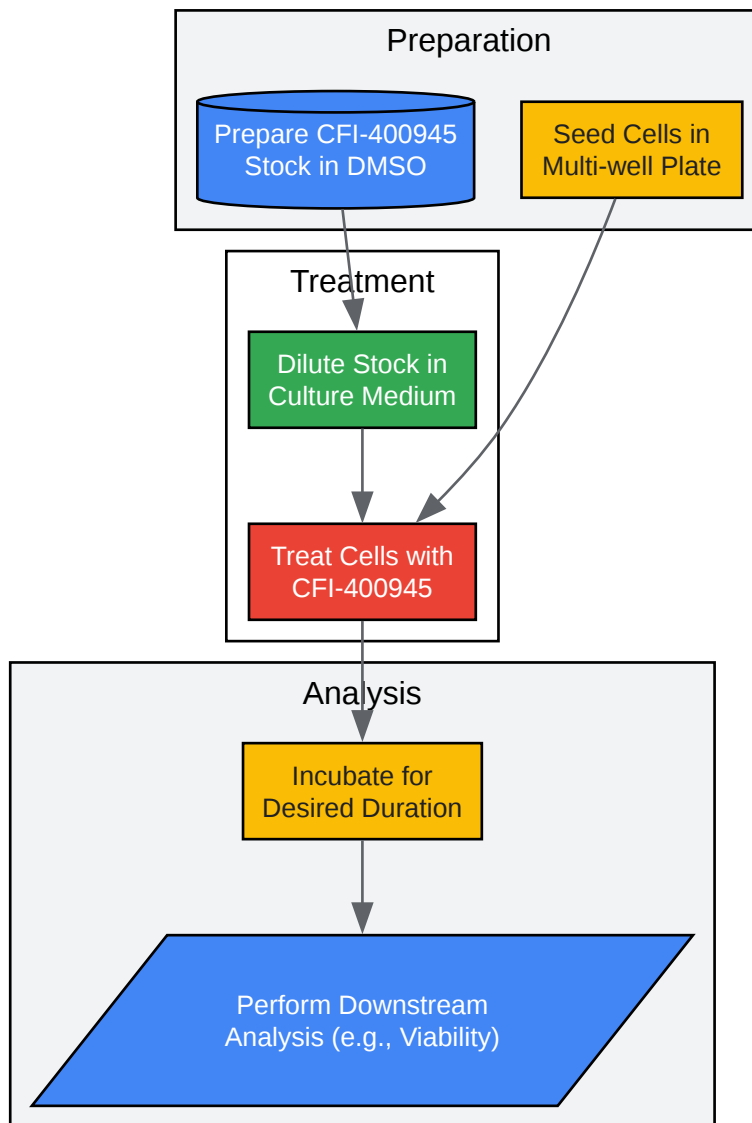 Preparation
Prepare CFI-400945
Stock in DMSO
Seed Cells in
Multi-well Plate
Treatment
Dilute Stock in
Culture Medium
Treat Cells with
CFI-400945
Analysis
Incubate for
Desired Duration
Perform Downstream
Analysis (e.g., Viability)